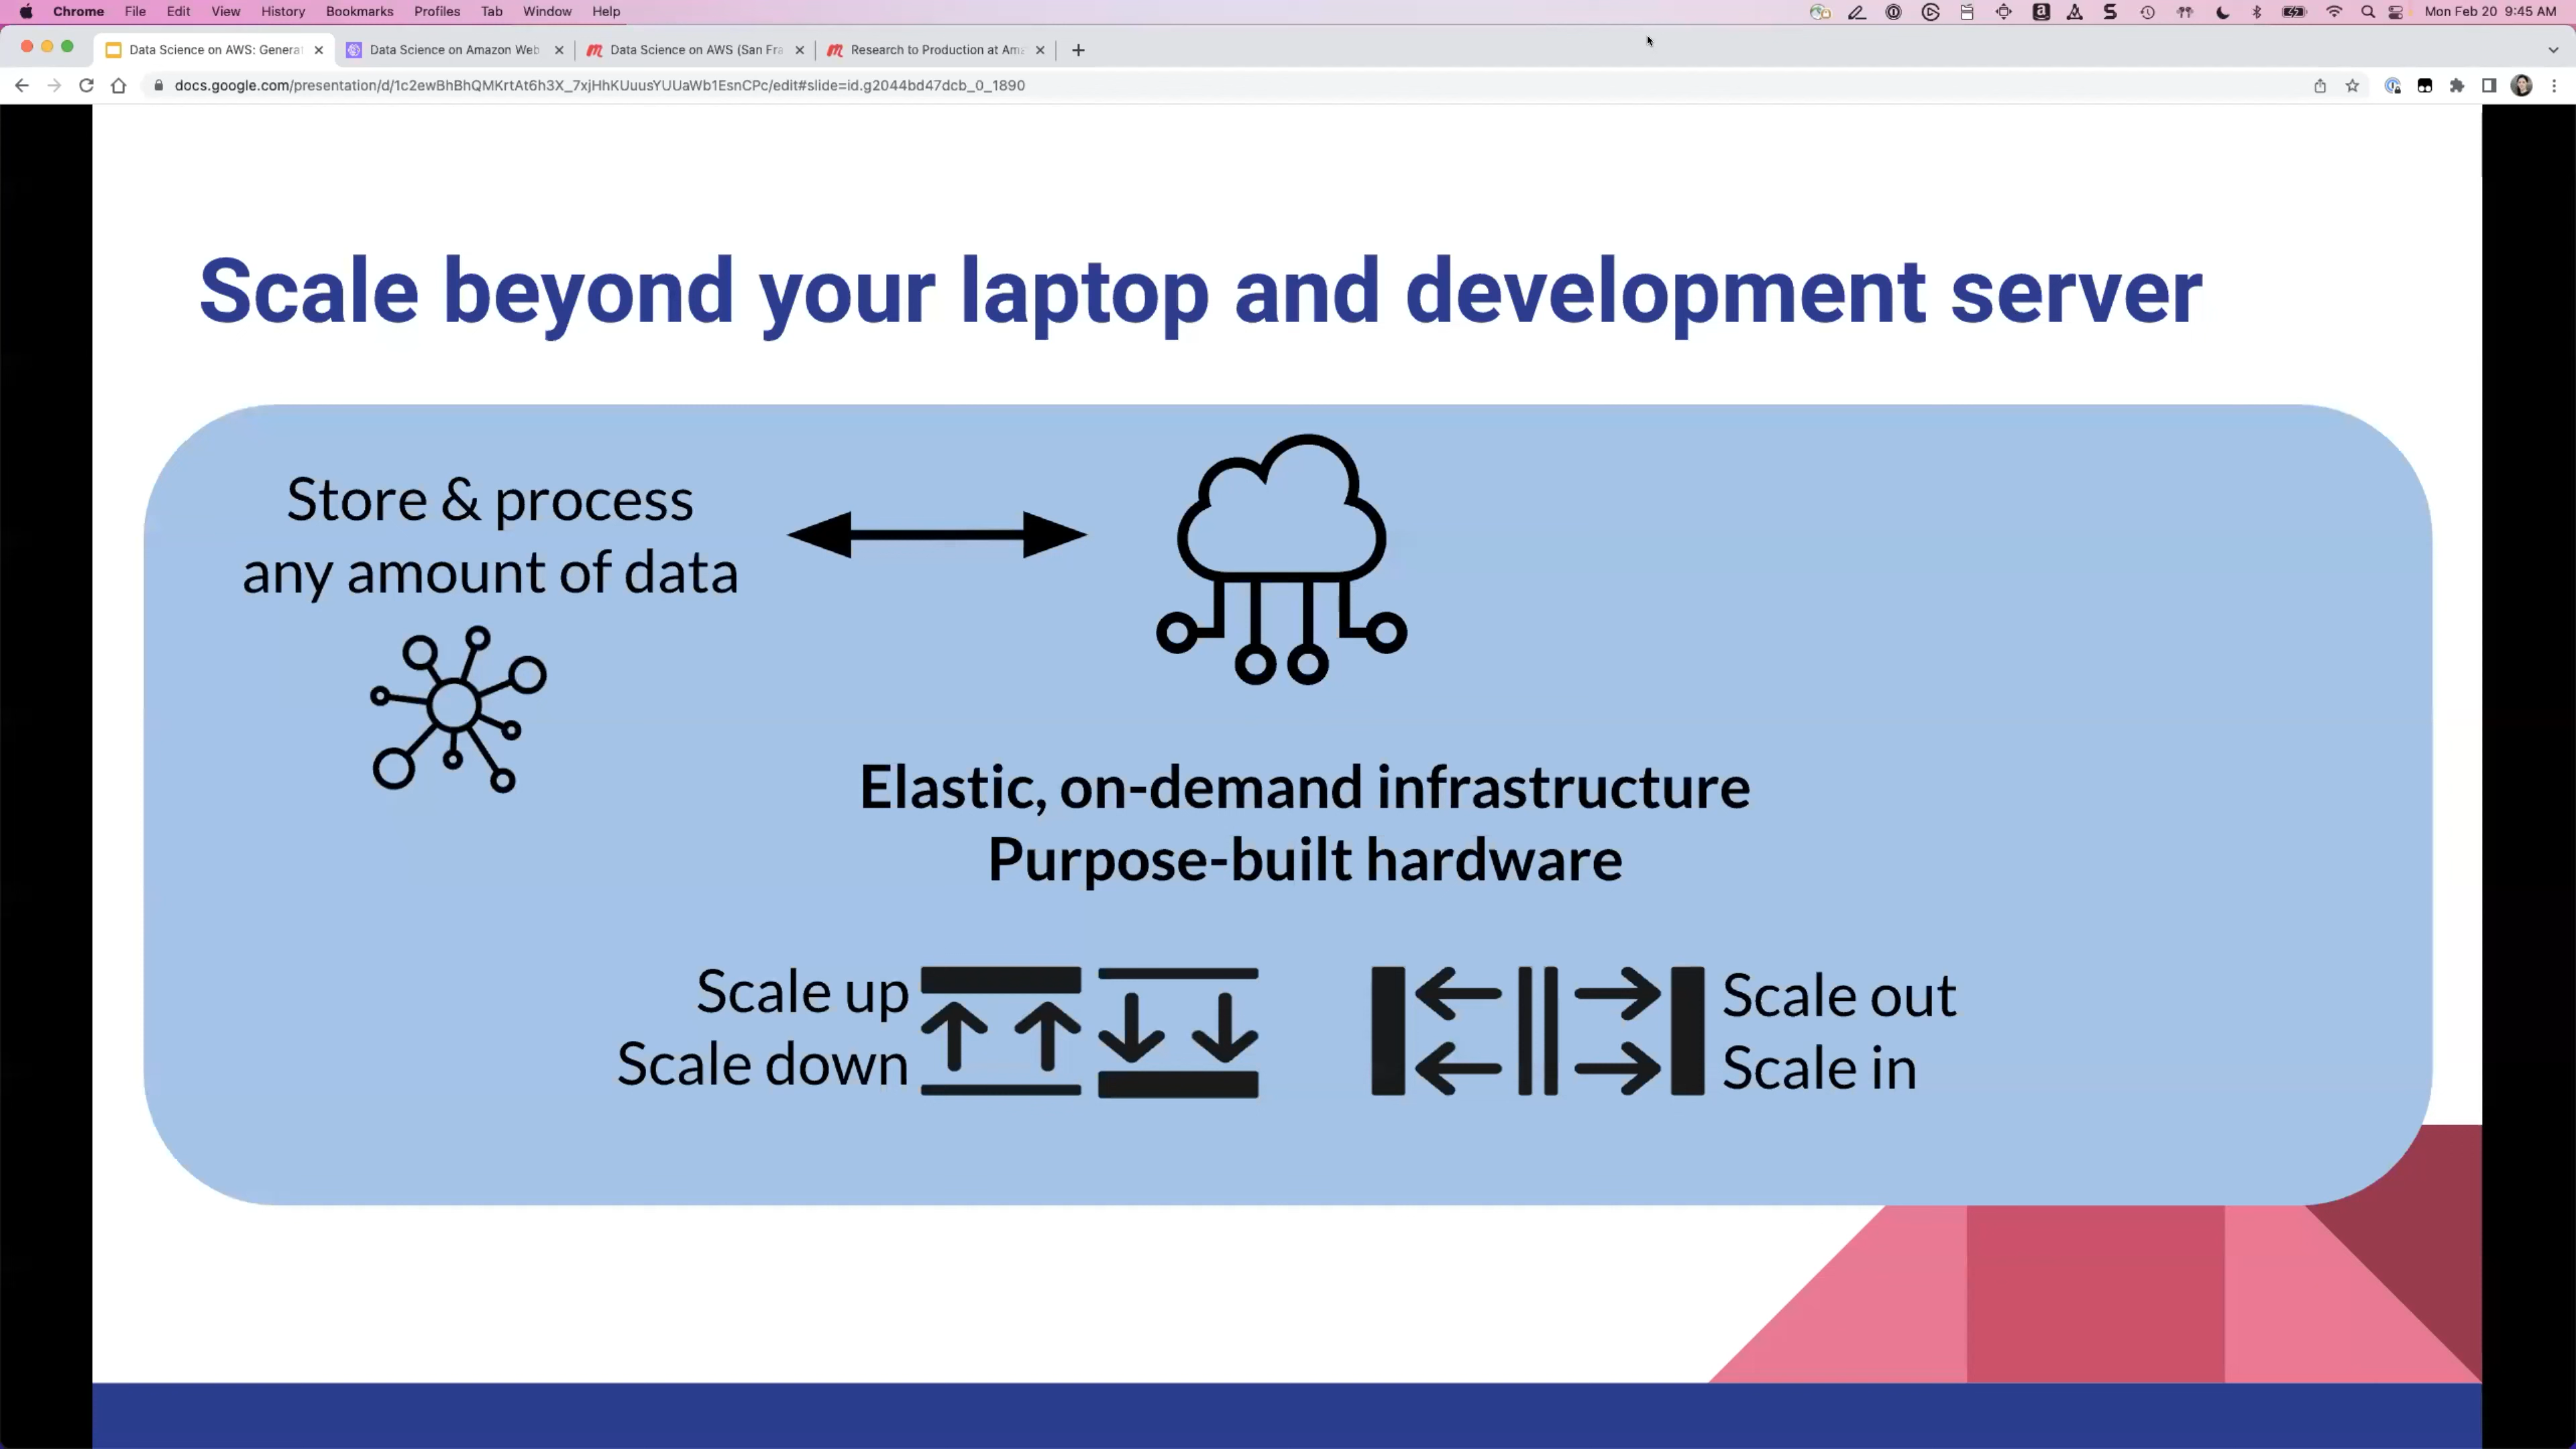 Chrome File Edit View History Bookmarks Profiles Tab Window Help
Mon Feb 20 9:45 AM
Data Science on AWS: Genera
Data Science on Amazon Web
Data Science on AWS (San Fra
Research to Production at Ama
docs.google.com/presentation/d/1c2ewBhBhQMKrtAt6h3X_7xjHhKUuusYUUaWb1EsnCPc/edit#slide=id.g2044bd47dcb_0_1890
Scale beyond your laptop and development server
Store & process
any amount of data
Elastic, on-demand infrastructure
Purpose-built hardware
Scale up
Scale down
Scale out
Scale in